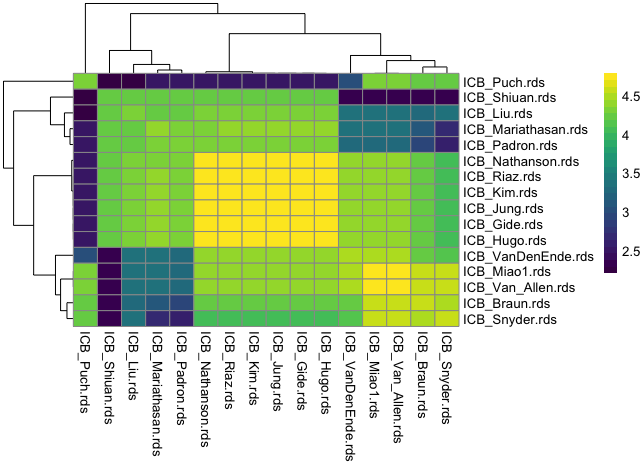 ICB_Puch.rds
ICB_Shiuan.rds
ICB_Liu.rds
ICB_Mariathasan.rds
ICB_Padron.rds
ICB_Nathanson.rds
ICB_Riaz.rds
ICB_Kim.rds
ICB_Jung.rds
ICB_Gide.rds
ICB_Hugo.rds
ICB_VanDenEnde.rds
ICB_Miao1.rds
ICB_Van_Allen.rds
ICB_Braun.rds
ICB_Snyder.rds
4.5
4
3.5
3
2.5
ICB_Puch.rds
ICB_Shiuan.rds
ICB_Liu.rds
ICB_Mariathasan.rds
ICB_Padron.rds
ICB_Nathanson.rds
ICB_Riaz.rds
ICB_Kim.rds
ICB_Jung.rds
ICB_Gide.rds
ICB_Hugo.rds
ICB_VanDenEnde.rds
ICB_Miao1.rds
ICB_Van_Allen.rds
ICB_Braun.rds
ICB_Snyder.rds